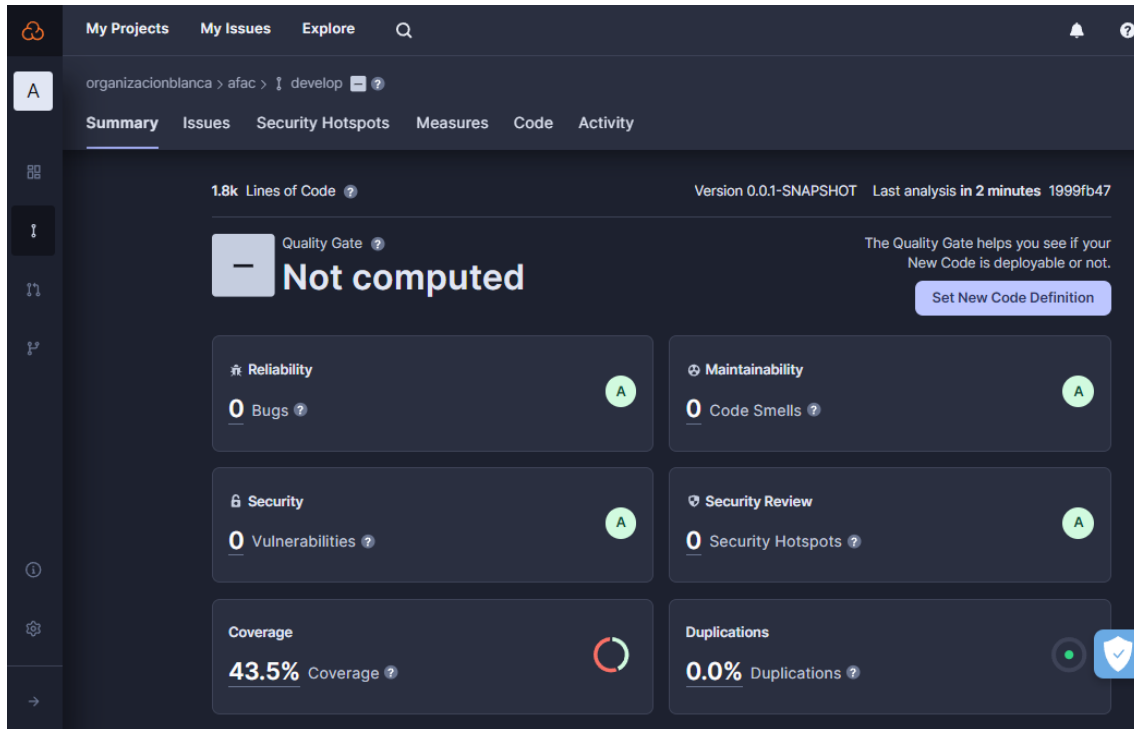 My Projects My Issues Explore
A
organizacionblanca > afac > develop
Summary Issues Security Hotspots Measures Code Activity
1.8k Lines of Code ? Version 0.0.1-SNAPSHOT Last analysis in 2 minutes 1999fb47
Quality Gate ?
Not computed
The Quality Gate helps you see if your
New Code is deployable or not.
Set New Code Definition
Reliability
0 Bugs ?
A
Maintainability
0 Code Smells ?
A
Security
0 Vulnerabilities ?
A
Security Review
0 Security Hotspots ?
A
Coverage
43.5% Coverage ?
Duplications
0.0% Duplications ?